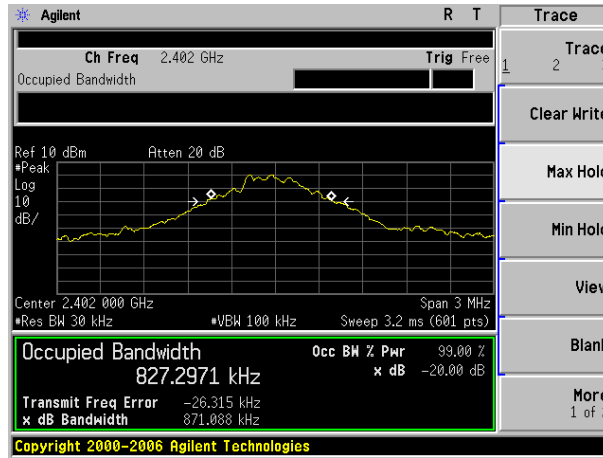 Agilent R T Trace
Ch Freq 2.402 GHz Trig Free
Occupied Bandwidth
Trace
1 2
Clear Write
Max Hold
Min Hold
View
Blank
More
1 of
Ref 10 dBm Atten 20 dB
#Peak
Log
10
dB/
Center 2.402 000 GHz Span 3 MHz
#Res BW 30 kHz #VBW 100 kHz Sweep 3.2 ms (601 pts)
Occupied Bandwidth Occ BW % Pwr 99.00 %
827.2971 kHz x dB -20.00 dB
Transmit Freq Error -26.315 kHz
x dB Bandwidth 871.088 kHz
Copyright 2000-2006 Agilent Technologies